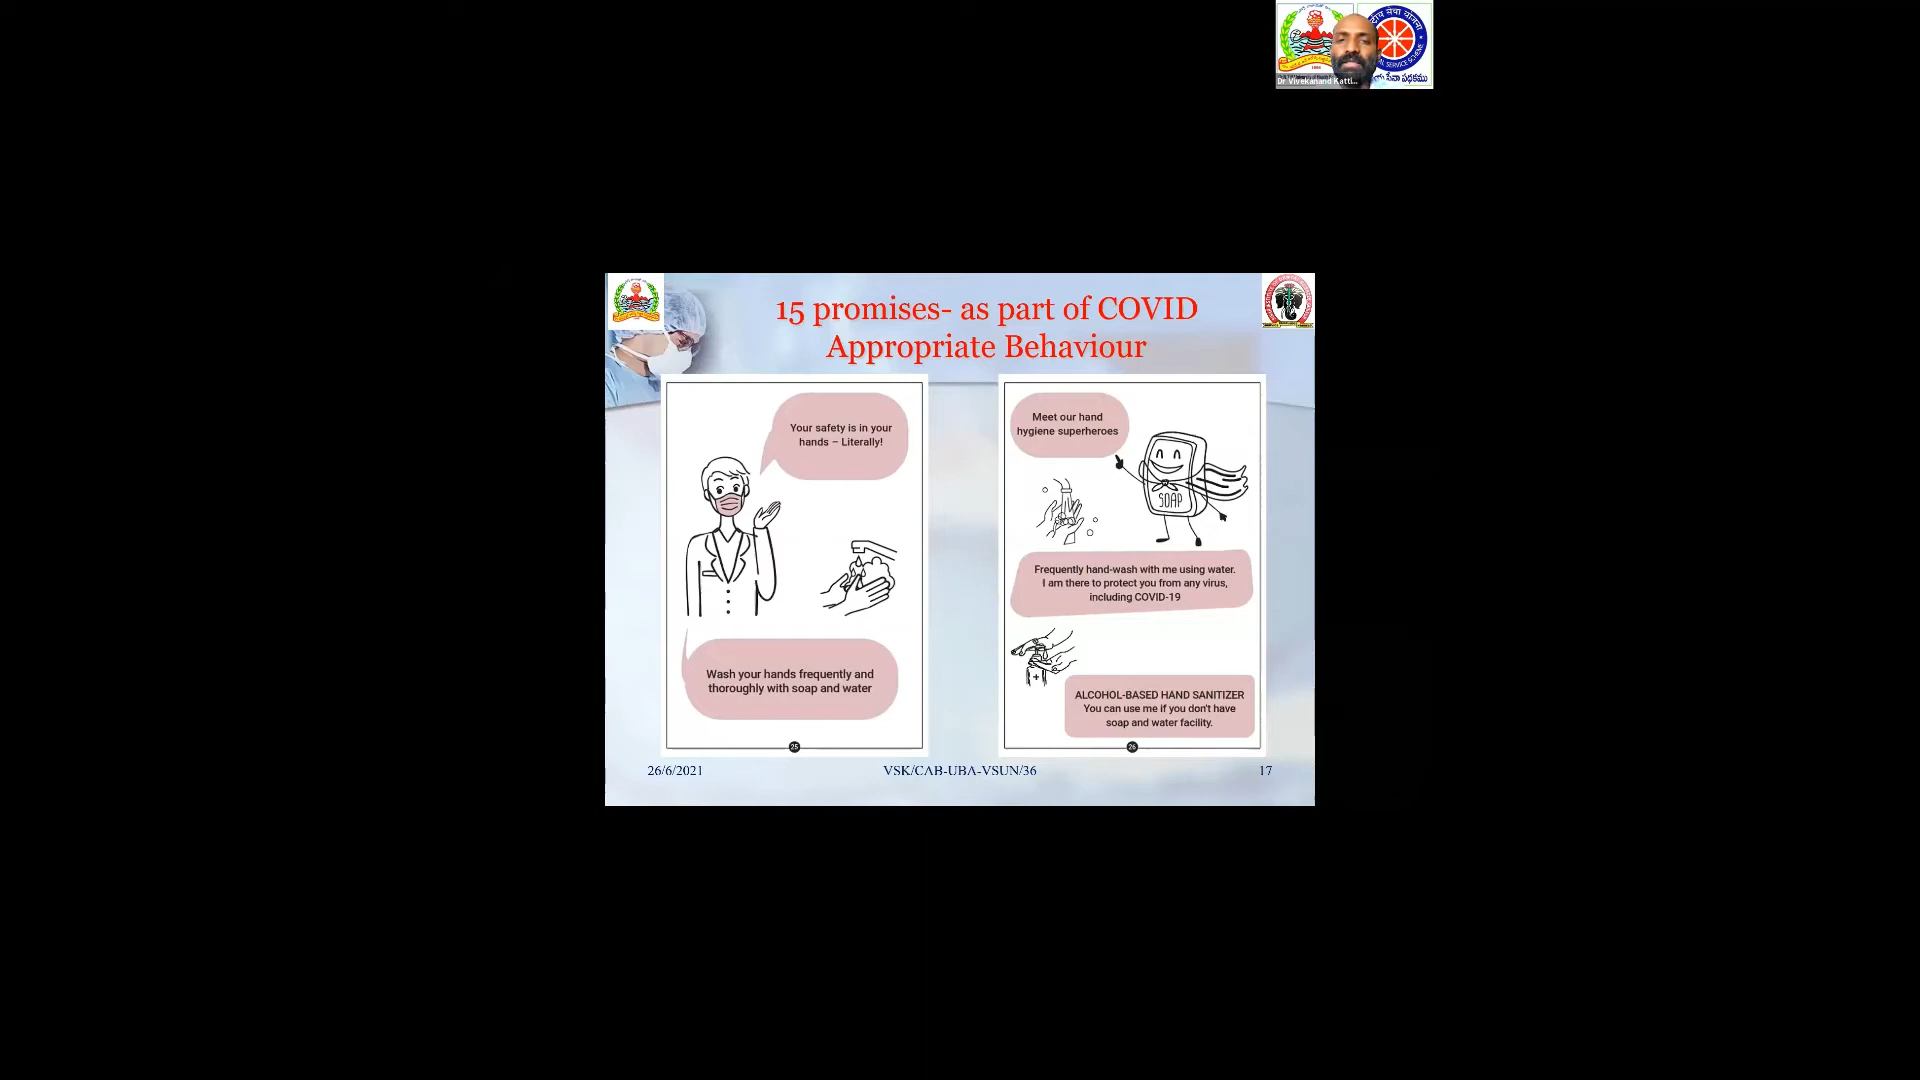 राष्ट्रीय सेवा योजना
Dr Vivekanand Katti...
సేవా పథకము
15 promises- as part of COVID
Appropriate Behaviour
Your safety is in your
hands – Literally!
Wash your hands frequently and
thoroughly with soap and water
25
Meet our hand
hygiene superheroes
SOAP
Frequently hand-wash with me using water.
I am there to protect you from any virus,
including COVID-19
ALCOHOL-BASED HAND SANITIZER
You can use me if you don't have
soap and water facility.
26
26/6/2021
VSK/CAB-UBA-VSUN/36
17